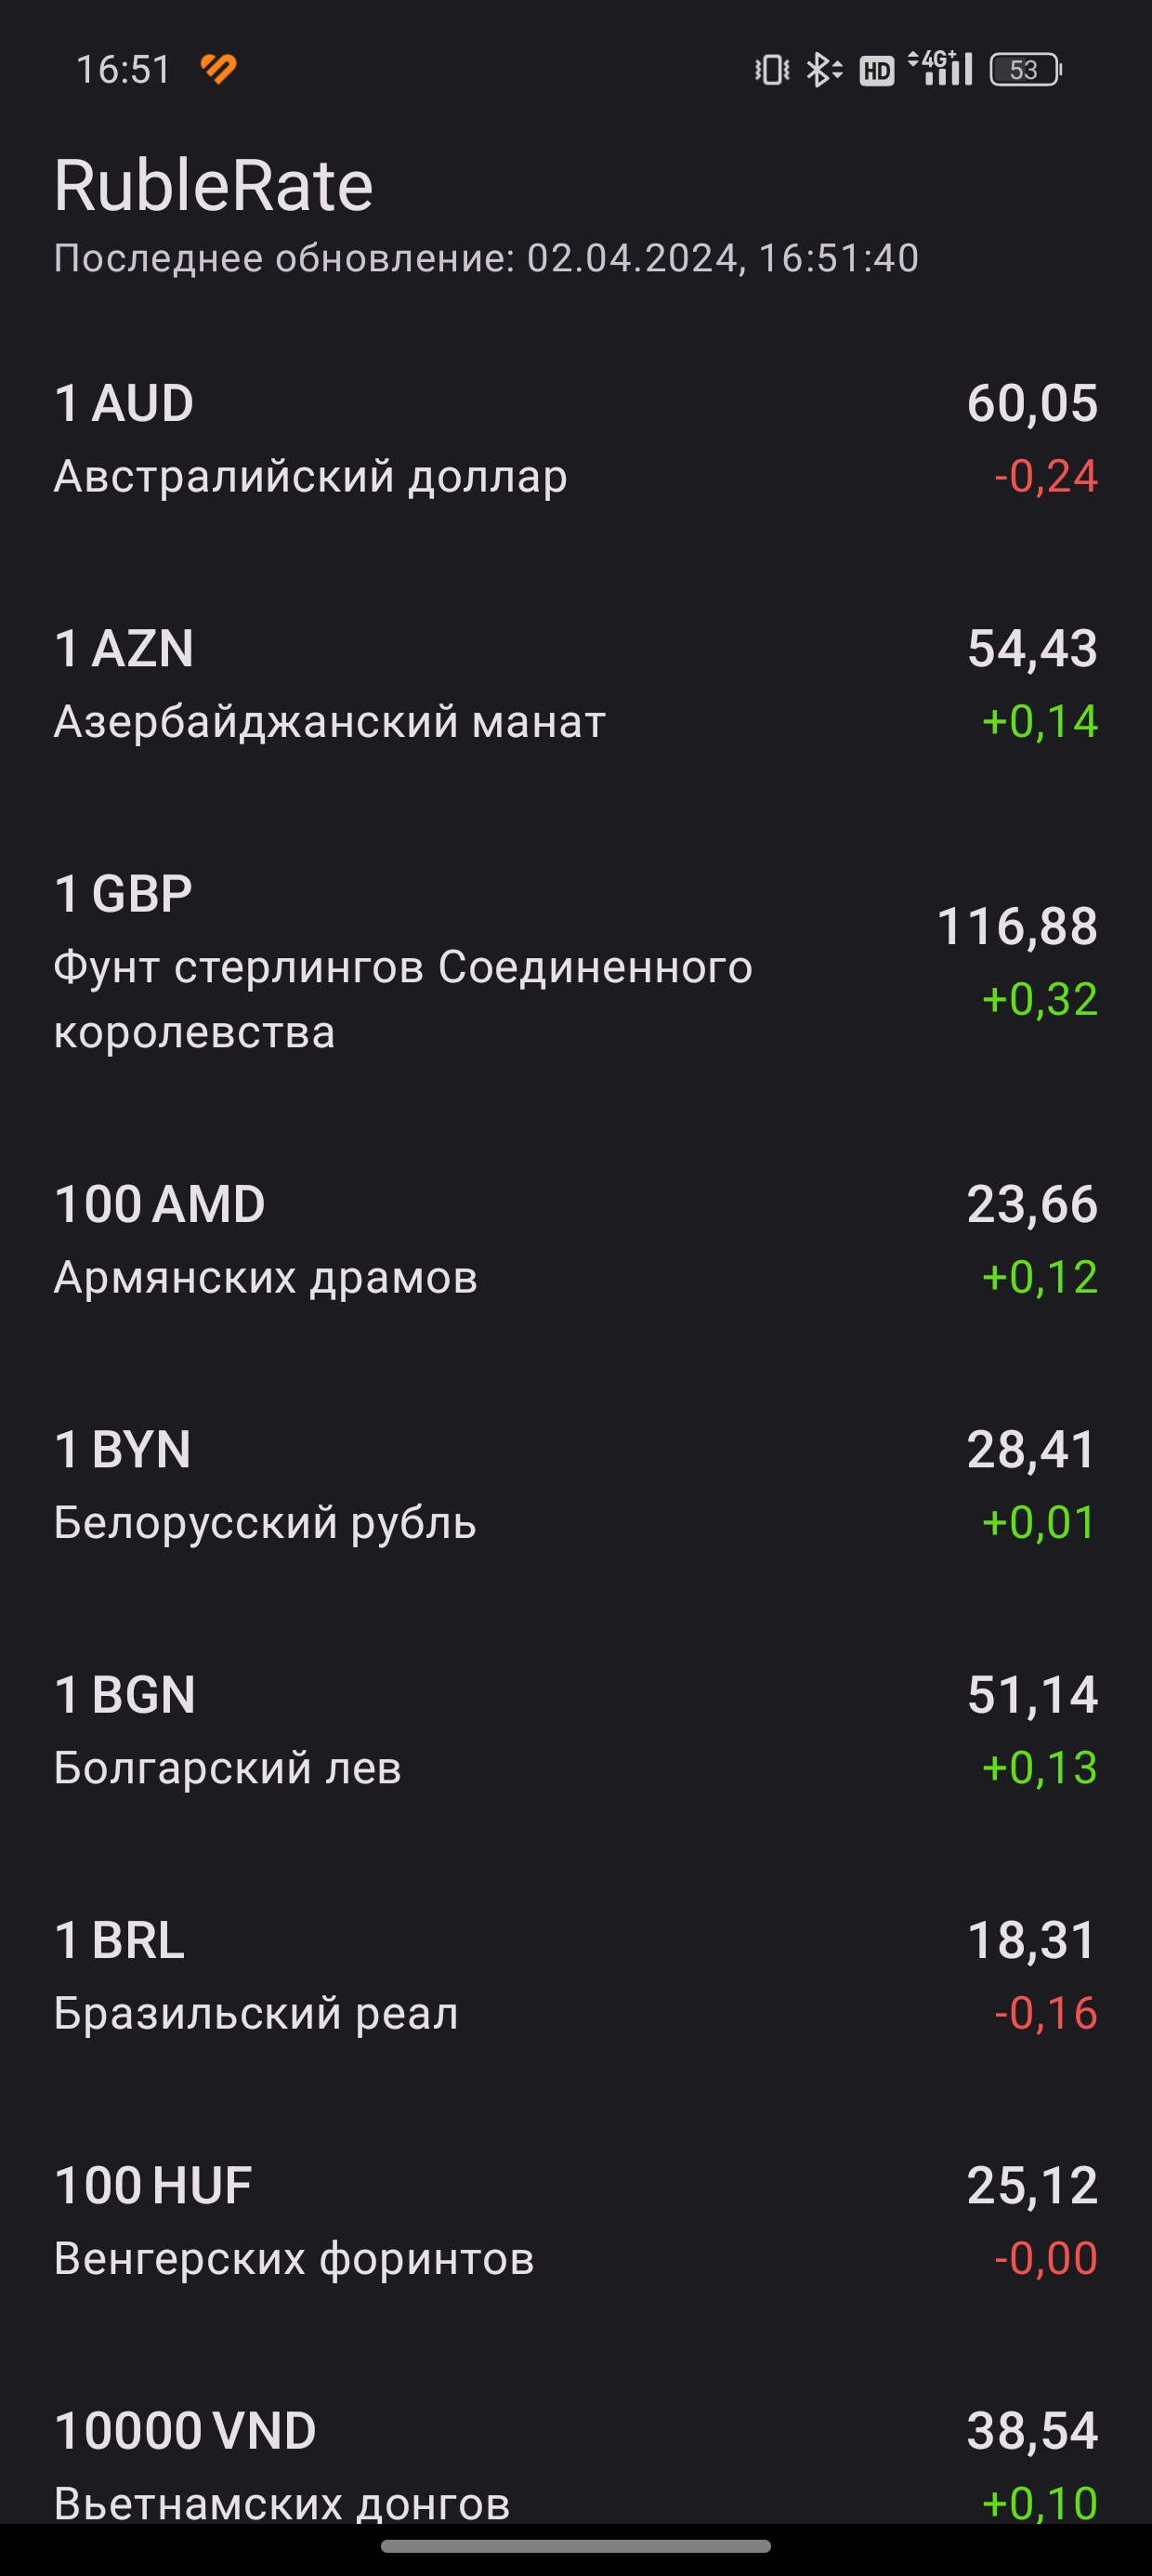 16:51
HD 4G+ 53
RubleRate
Последнее обновление: 02.04.2024, 16:51:40
1 AUD 60,05
Австралийский доллар -0,24
1 AZN 54,43
Азербайджанский манат +0,14
1 GBP 116,88
Фунт стерлингов Соединенного
королевства +0,32
100 AMD 23,66
Армянских драмов +0,12
1 BYN 28,41
Белорусский рубль +0,01
1 BGN 51,14
Болгарский лев +0,13
1 BRL 18,31
Бразильский реал -0,16
100 HUF 25,12
Венгерских форинтов -0,00
10000 VND 38,54
Вьетнамских донгов +0,10